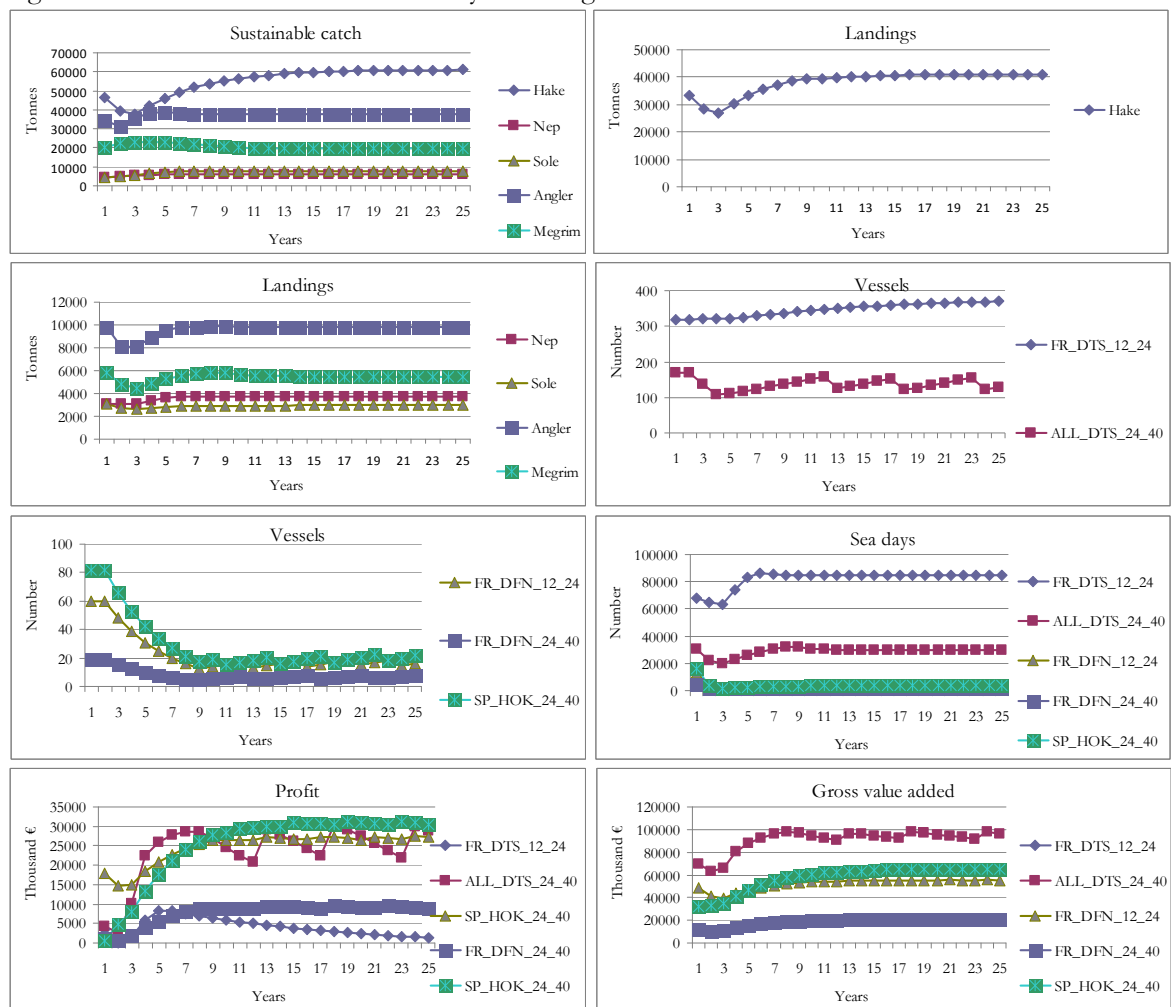 Sustainable catch
Tonnes
70000
60000
50000
40000
30000
20000
10000
0
1 3 5 7 9 11 13 15 17 19 21 23 25
Years
Hake
Nep
Sole
Angler
Megrim
Landings
Tonnes
50000
40000
30000
20000
10000
0
1 3 5 7 9 11 13 15 17 19 21 23 25
Years
Hake
Landings
Tonnes
12000
10000
8000
6000
4000
2000
0
1 3 5 7 9 11 13 15 17 19 21 23 25
Years
Nep
Sole
Angler
Megrim
Vessels
Number
400
300
200
100
0
1 3 5 7 9 11 13 15 17 19 21 23 25
Years
FR_DTS_12_24
ALL_DTS_24_40
Vessels
Number
100
80
60
40
20
0
1 3 5 7 9 11 13 15 17 19 21 23 25
Years
FR_DFN_12_24
FR_DFN_24_40
SP_HOK_24_40
Sea days
Number
100000
80000
60000
40000
20000
0
1 3 5 7 9 11 13 15 17 19 21 23 25
Years
FR_DTS_12_24
ALL_DTS_24_40
FR_DFN_12_24
FR_DFN_24_40
SP_HOK_24_40
Profit
Thousand €
35000
30000
25000
20000
15000
10000
5000
0
1 3 5 7 9 11 13 15 17 19 21 23 25
Years
FR_DTS_12_24
ALL_DTS_24_40
SP_HOK_24_40
FR_DFN_24_40
SP_HOK_24_40
Gross value added
Thousand €
120000
100000
80000
60000
40000
20000
0
1 3 5 7 9 11 13 15 17 19 21 23 25
Years
FR_DTS_12_24
ALL_DTS_24_40
FR_DFN_12_24
FR_DFN_24_40
SP_HOK_24_40